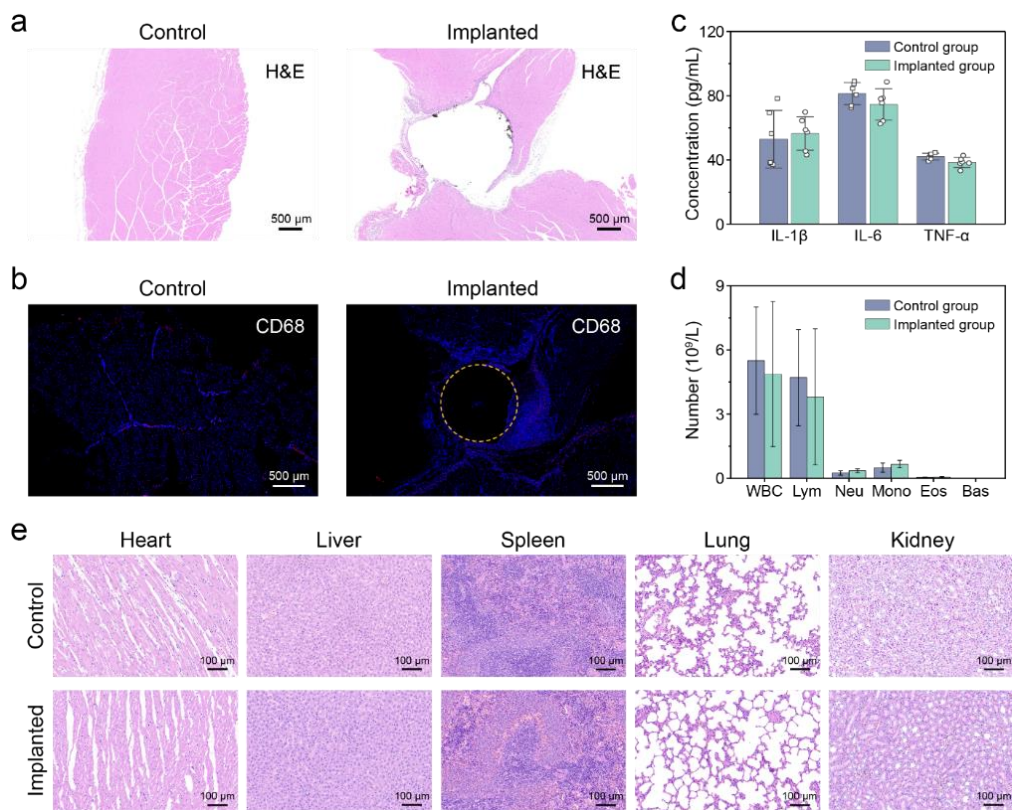 a
Control
Implanted
H&E
H&E
500 μm
500 μm
b
Control
Implanted
CD68
CD68
500 μm
500 μm
c
Concentration (pg/mL)
120
80
40
0
Control group
Implanted group
IL-1β
IL-6
TNF-α
d
Number (10⁹/L)
9
6
3
0
Control group
Implanted group
WBC
Lym
Neu
Mono
Eos
Bas
e
Heart
Liver
Spleen
Lung
Kidney
Control
100 μm
100 μm
100 μm
100 μm
100 μm
Implanted
100 μm
100 μm
100 μm
100 μm
100 μm